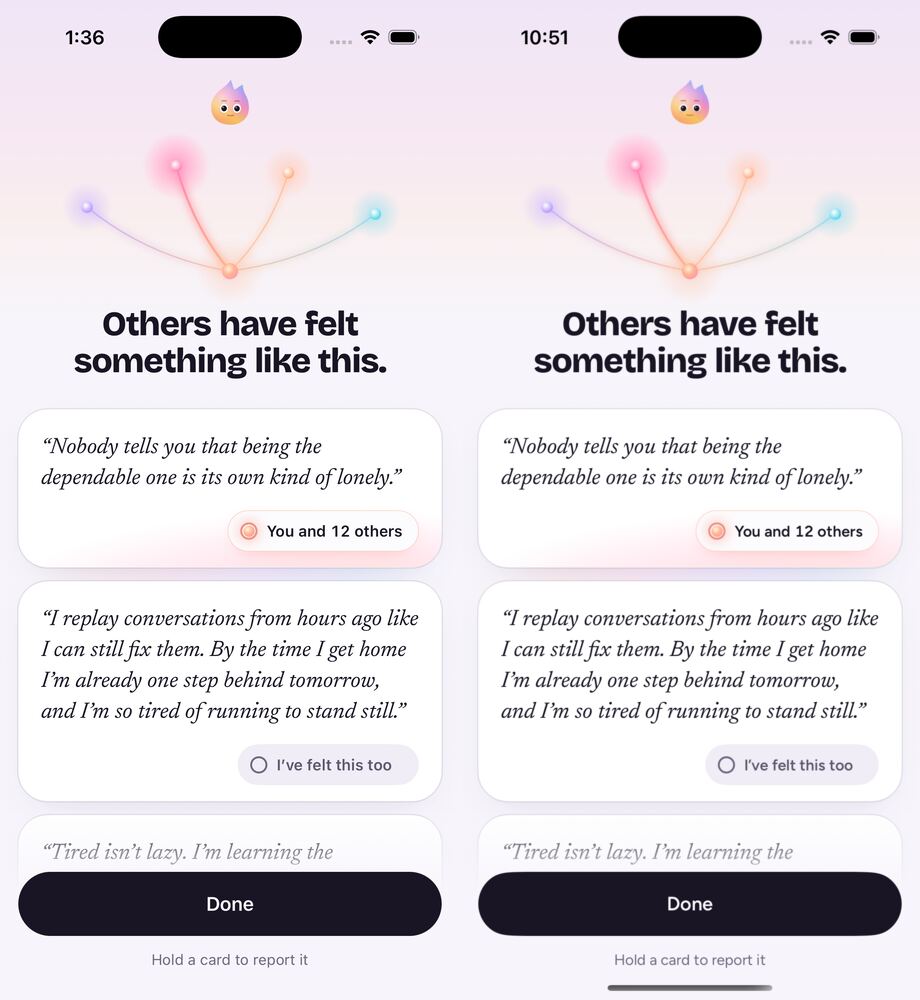 1:36
Others have felt
something like this.
“Nobody tells you that being the
dependable one is its own kind of lonely.”
You and 12 others
“I replay conversations from hours ago like
I can still fix them. By the time I get home
I’m already one step behind tomorrow,
and I’m so tired of running to stand still.”
I’ve felt this too
“Tired isn’t lazy. I’m learning the
Done
Hold a card to report it
10:51
Others have felt
something like this.
“Nobody tells you that being the
dependable one is its own kind of lonely.”
You and 12 others
“I replay conversations from hours ago like
I can still fix them. By the time I get home
I’m already one step behind tomorrow,
and I’m so tired of running to stand still.”
I’ve felt this too
“Tired isn’t lazy. I’m learning the
Done
Hold a card to report it